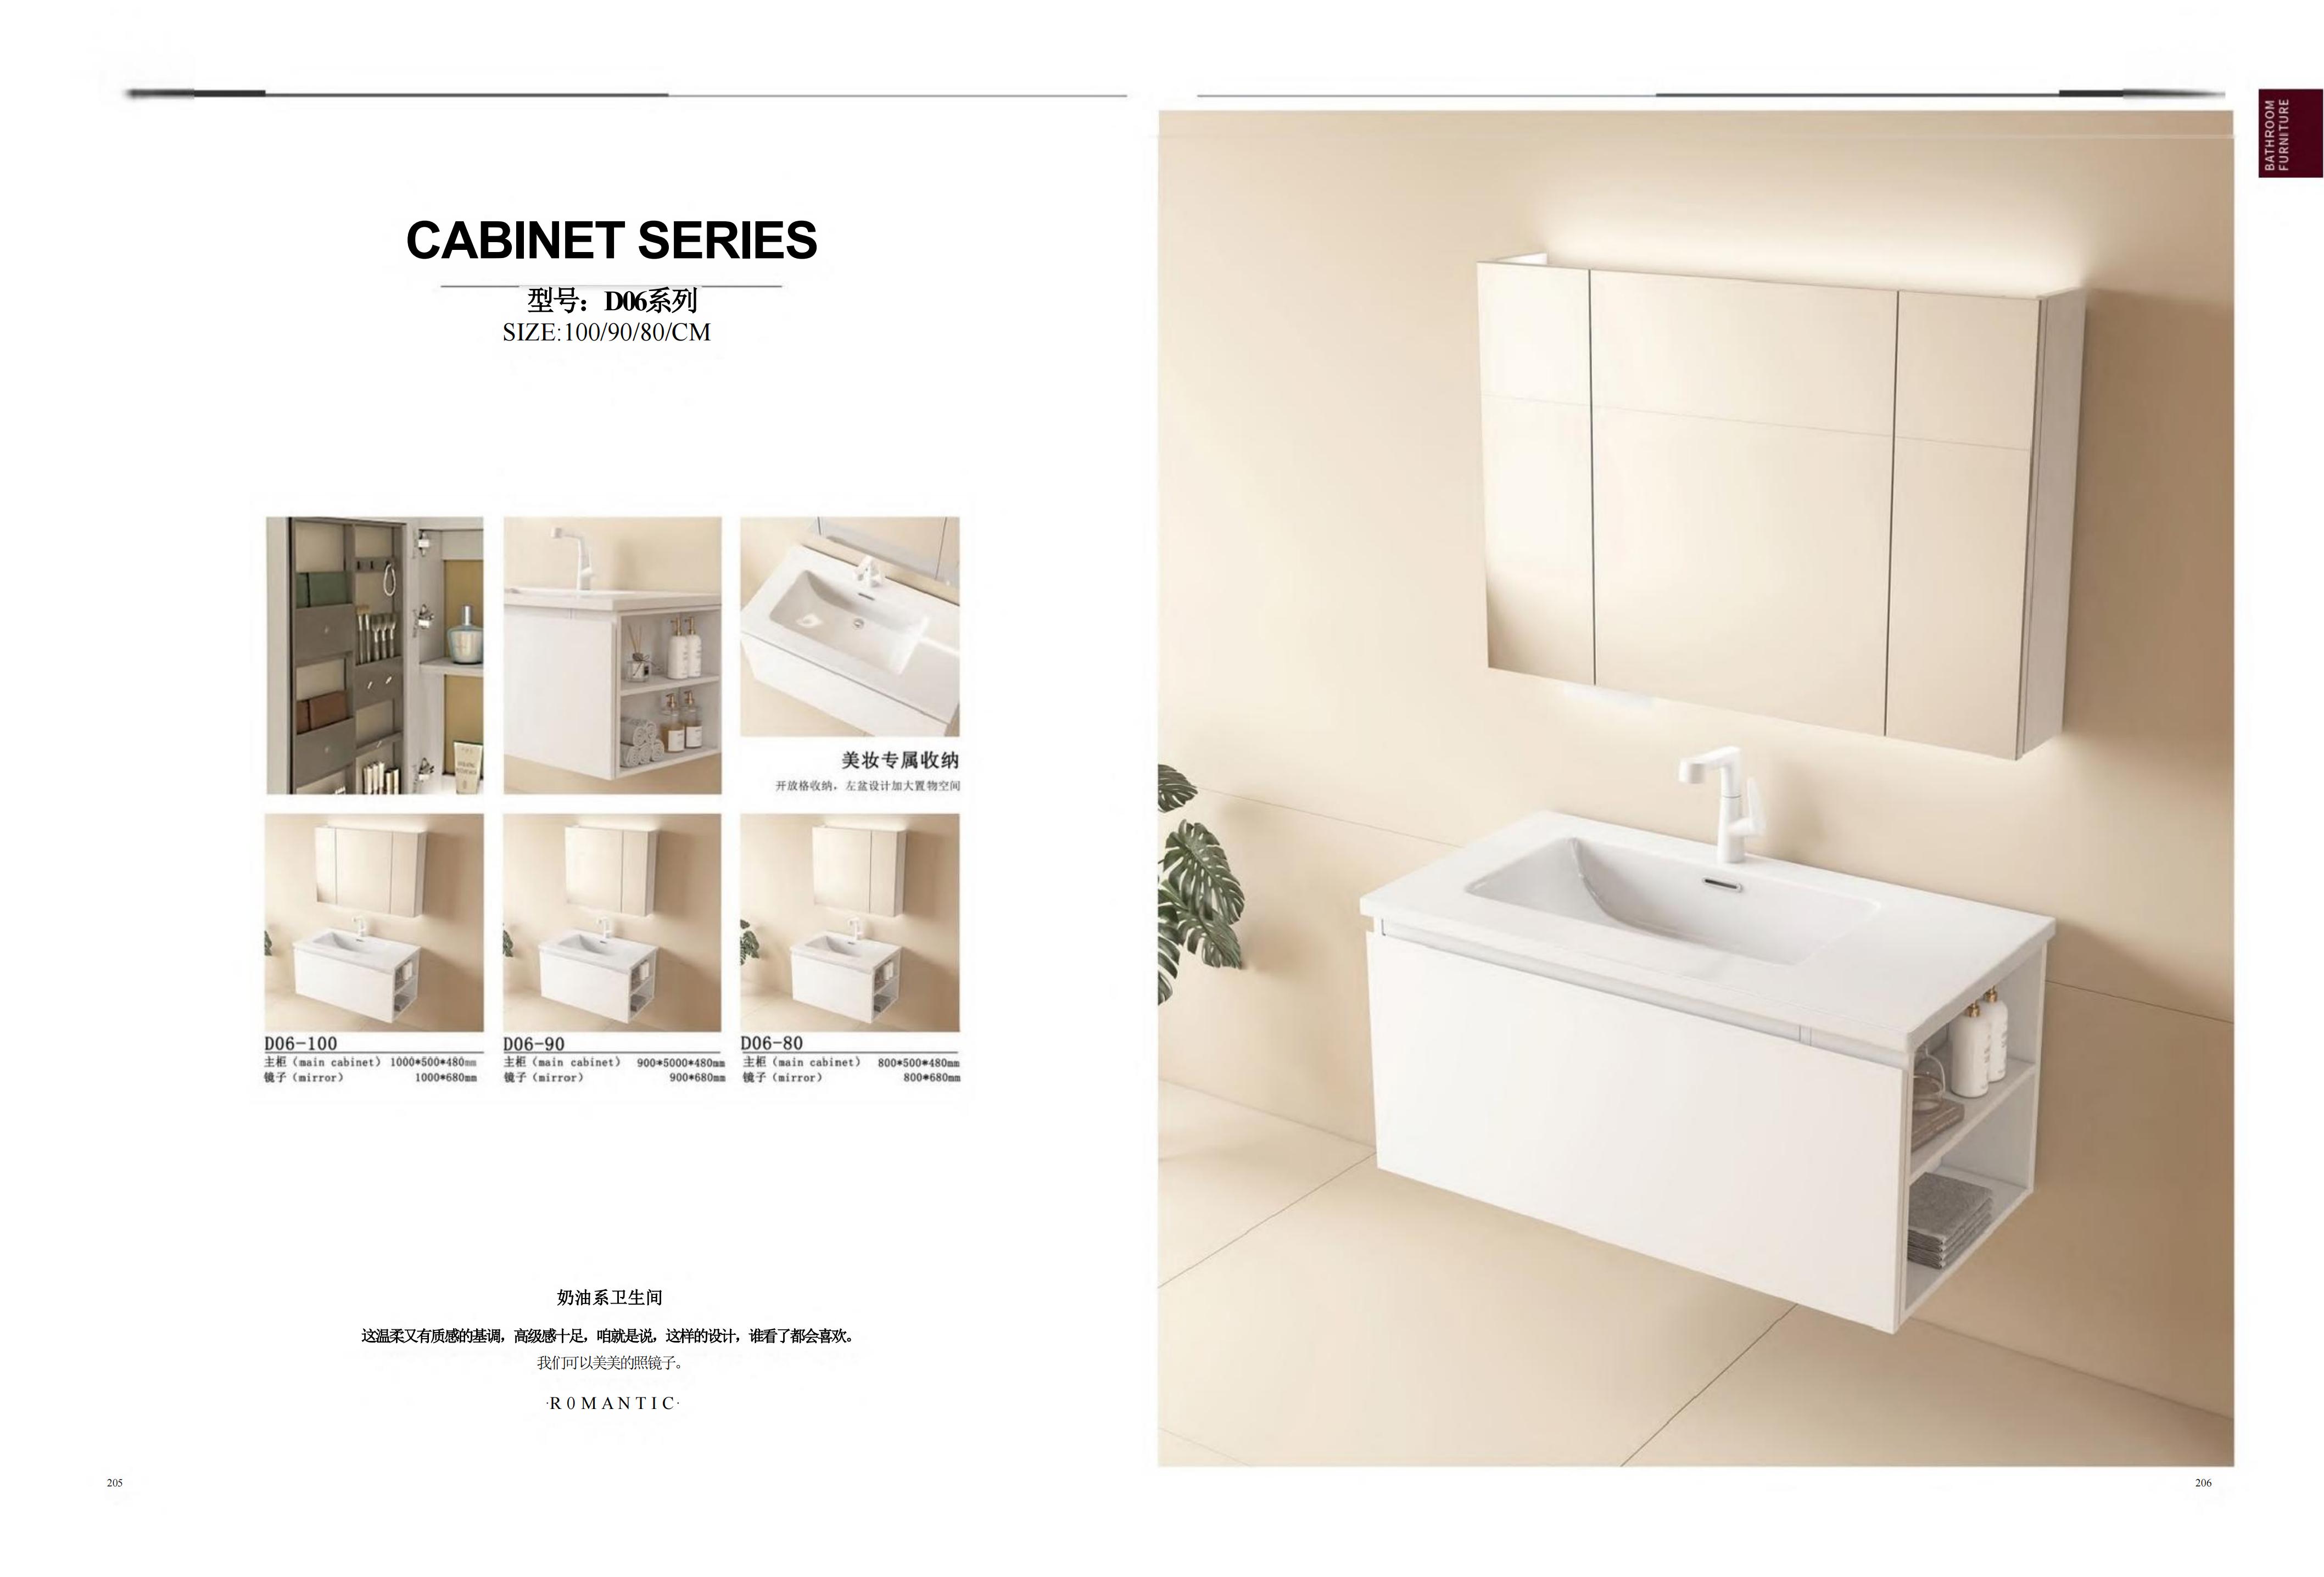 BATHROOM
FURNITURE
CABINET SERIES
型号：D06系列
SIZE:100/90/80/CM
美妆专属收纳
开放格收纳，左盆设计加大置物空间
D06-100
主柜（main cabinet） 1000*500*480mm
镜子（mirror） 1000*680mm
D06-90
主柜（main cabinet） 900*5000*480mm
镜子（mirror） 900*680mm
D06-80
主柜（main cabinet） 800*500*480mm
镜子（mirror） 800*680mm
奶油系卫生间
这温柔又有质感的基调，高级感十足，咱就是说，这样的设计，谁看了都会喜欢。
我们可以美美的照镜子。
·R0MANTIC·
205
206